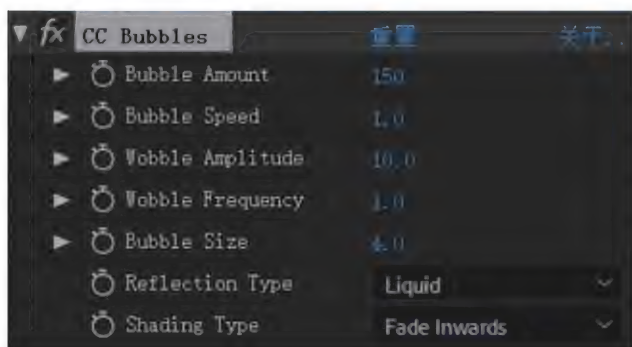 fx CC Bubbles 重置 关于...
Bubble Amount 150
Bubble Speed 1.0
Wobble Amplitude 10.0
Wobble Frequency 1.0
Bubble Size 4.0
Reflection Type Liquid
Shading Type Fade Inwards